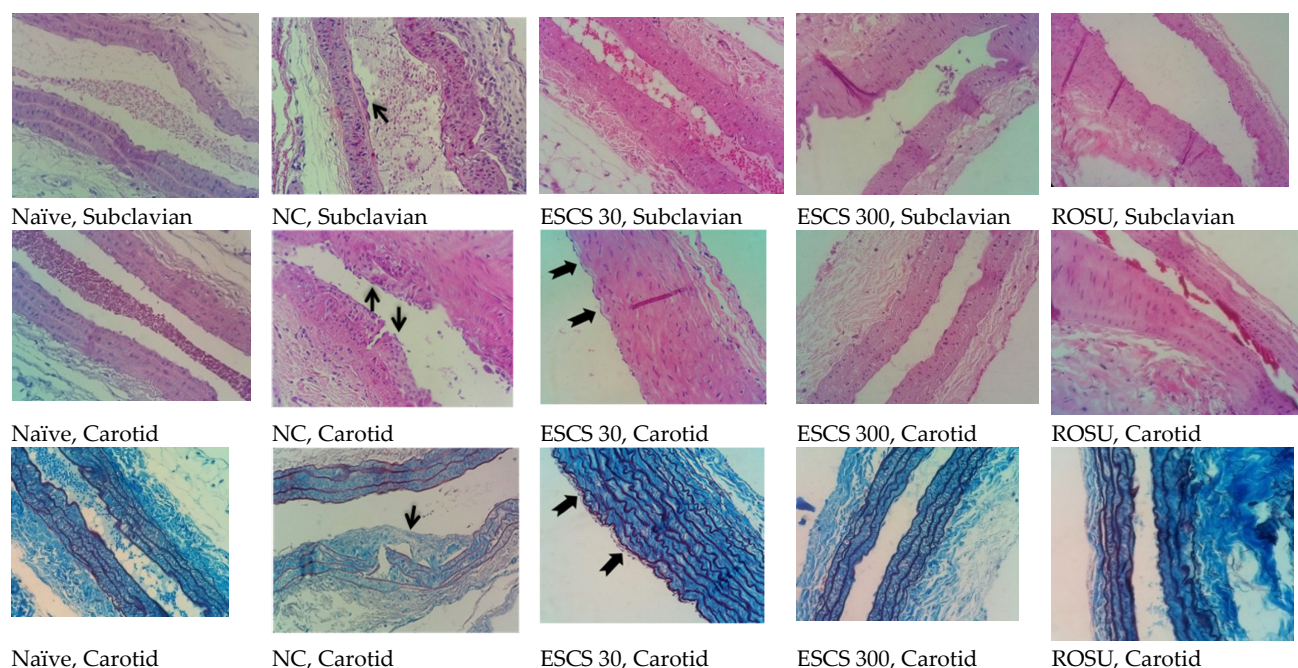 Naïve, Subclavian NC, Subclavian ESCS 30, Subclavian ESCS 300, Subclavian ROSU, Subclavian
Naïve, Carotid NC, Carotid ESCS 30, Carotid ESCS 300, Carotid ROSU, Carotid
Naïve, Carotid NC, Carotid ESCS 30, Carotid ESCS 300, Carotid ROSU, Carotid